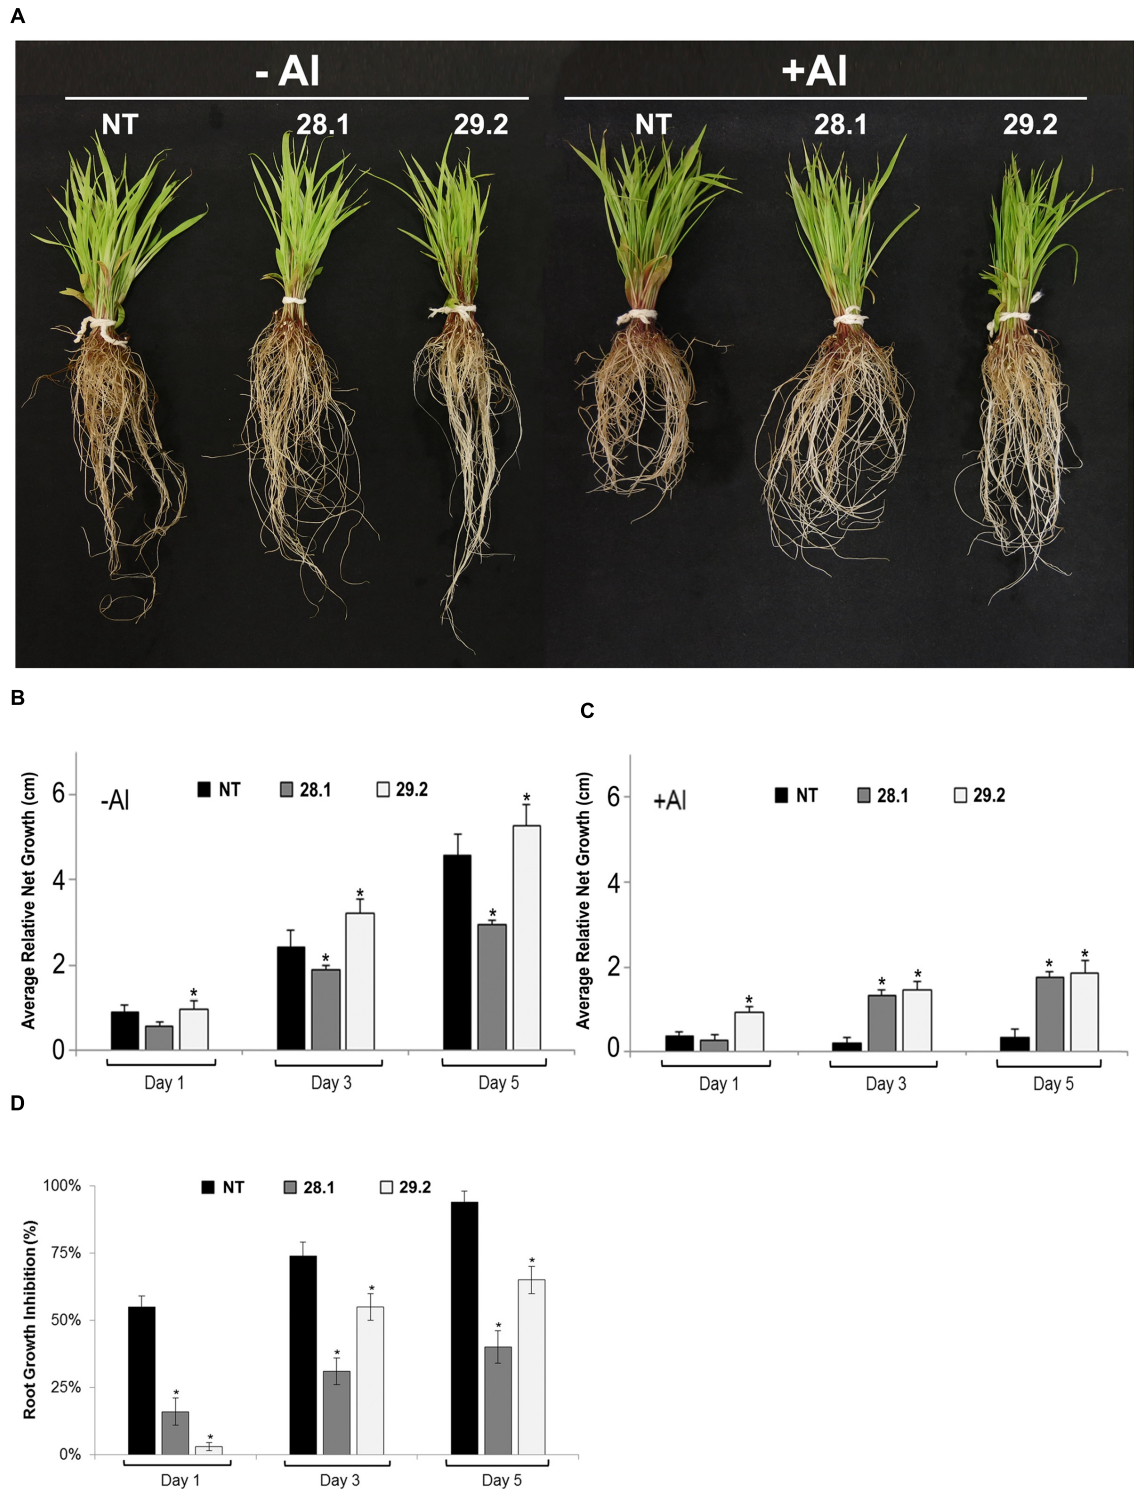 A
- Al
+Al
NT 28.1 29.2
NT 28.1 29.2
B
Average Relative Net Growth (cm)
6
4
2
0
-Al
NT 28.1 29.2
* * * * *
Day 1 Day 3 Day 5
C
Average Relative Net Growth (cm)
6
4
2
0
+Al
NT 28.1 29.2
* * * * *
Day 1 Day 3 Day 5
D
Root Growth Inhibition (%)
100%
75%
50%
25%
0%
NT 28.1 29.2
* * * * * *
Day 1 Day 3 Day 5